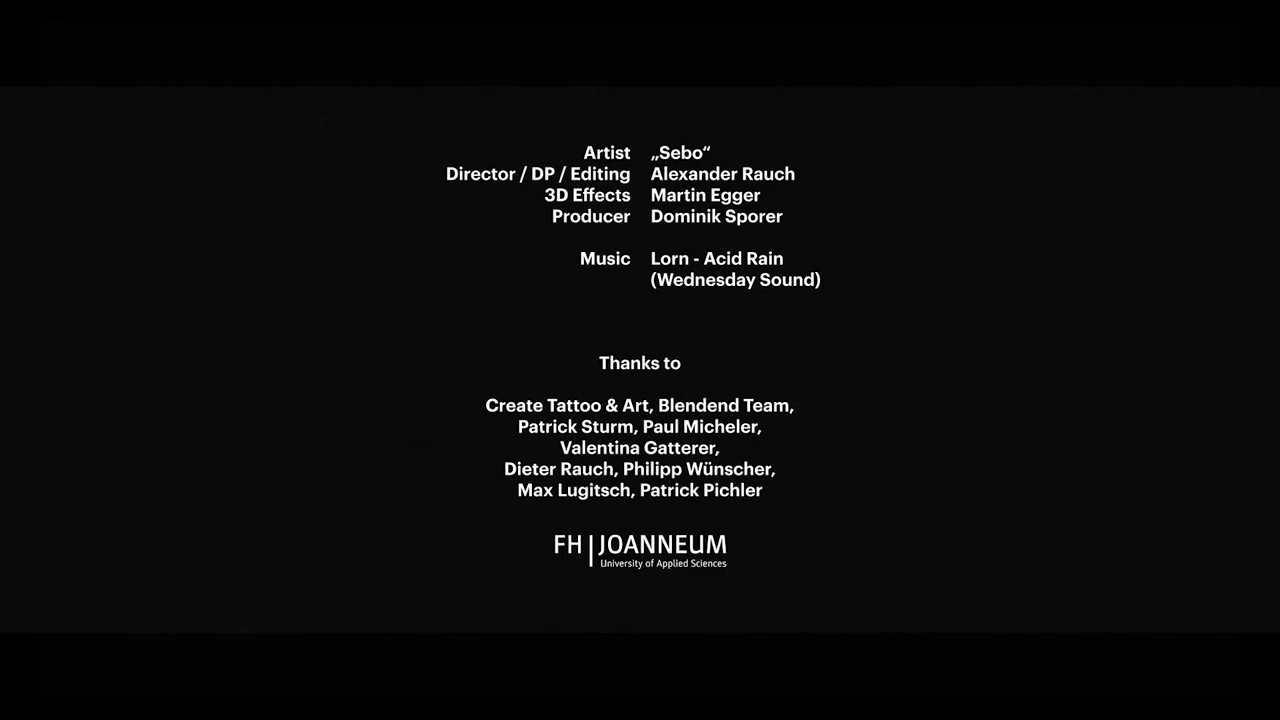 Artist „Sebo“
Director / DP / Editing Alexander Rauch
3D Effects Martin Egger
Producer Dominik Sporer
Music Lorn - Acid Rain
(Wednesday Sound)
Thanks to
Create Tattoo & Art, Blendend Team,
Patrick Sturm, Paul Micheler,
Valentina Gatterer,
Dieter Rauch, Philipp Wünscher,
Max Lugitsch, Patrick Pichler
FH | JOANNEUM
University of Applied Sciences